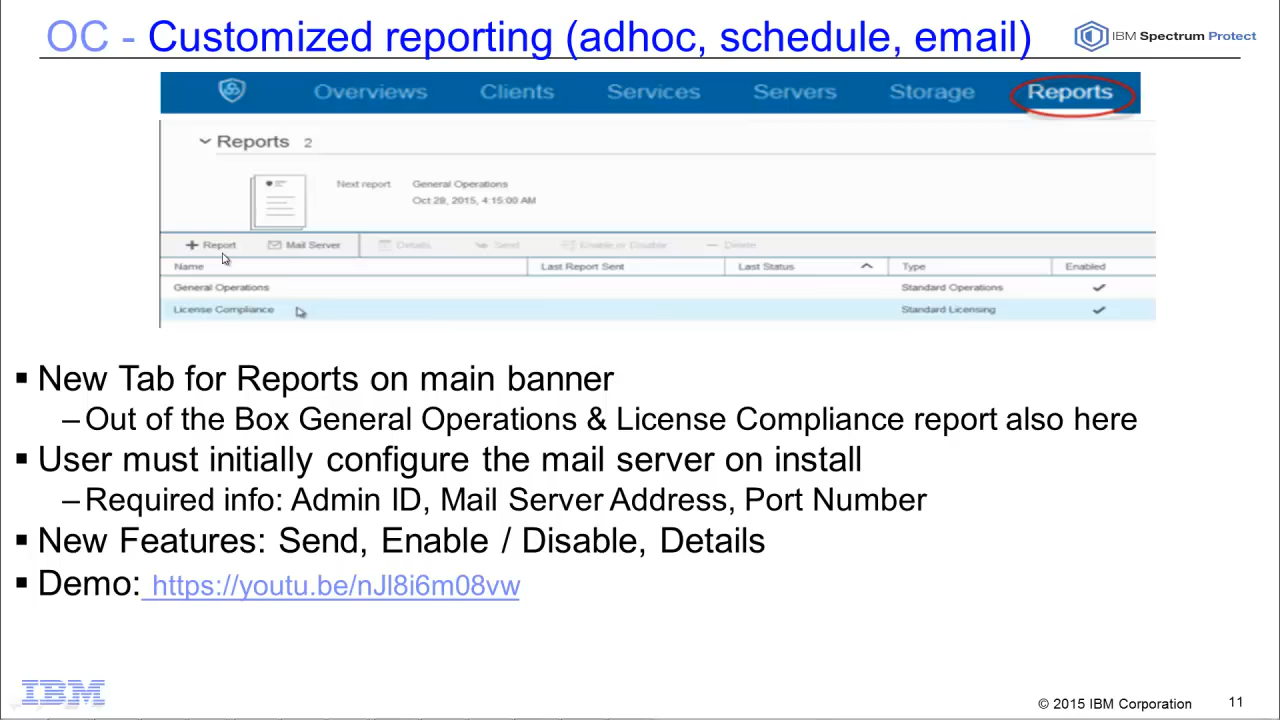 OC - Customized reporting (adhoc, schedule, email)
IBM Spectrum Protect
Overviews Clients Services Servers Storage Reports
Reports 2
Next report General Operations
Oct 28, 2015, 4:15:00 AM
+ Report Mail Server Details Send Enable or Disable Delete
Name Last Report Sent Last Status Type Enabled
General Operations Standard Operations
License Compliance Standard Licensing
▪ New Tab for Reports on main banner
– Out of the Box General Operations & License Compliance report also here
▪ User must initially configure the mail server on install
– Required info: Admin ID, Mail Server Address, Port Number
▪ New Features: Send, Enable / Disable, Details
▪ Demo: https://youtu.be/nJl8i6m08vw
IBM
© 2015 IBM Corporation 11